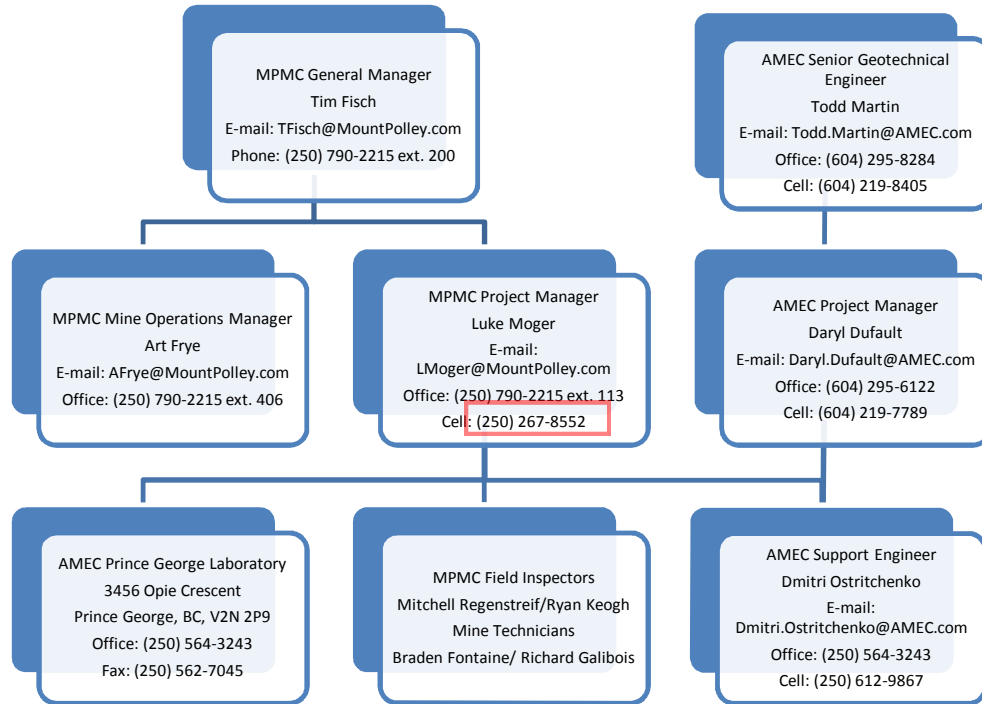 MPMC General Manager
Tim Fisch
E-mail: TFisch@MountPolley.com
Phone: (250) 790-2215 ext. 200
AMEC Senior Geotechnical
Engineer
Todd Martin
E-mail: Todd.Martin@AMEC.com
Office: (604) 295-8284
Cell: (604) 219-8405
MPMC Mine Operations Manager
Art Frye
E-mail: AFrye@MountPolley.com
Office: (250) 790-2215 ext. 406
MPMC Project Manager
Luke Moger
E-mail:
LMoger@MountPolley.com
Office: (250) 790-2215 ext. 113
Cell: (250) 267-8552
AMEC Project Manager
Daryl Dufault
E-mail: Daryl.Dufault@AMEC.com
Office: (604) 295-6122
Cell: (604) 219-7789
AMEC Prince George Laboratory
3456 Opie Crescent
Prince George, BC, V2N 2P9
Office: (250) 564-3243
Fax: (250) 562-7045
MPMC Field Inspectors
Mitchell Regenstreif/Ryan Keogh
Mine Technicians
Braden Fontaine/ Richard Galibois
AMEC Support Engineer
Dmitri Ostritchenko
E-mail:
Dmitri.Ostritchenko@AMEC.com
Office: (250) 564-3243
Cell: (250) 612-9867